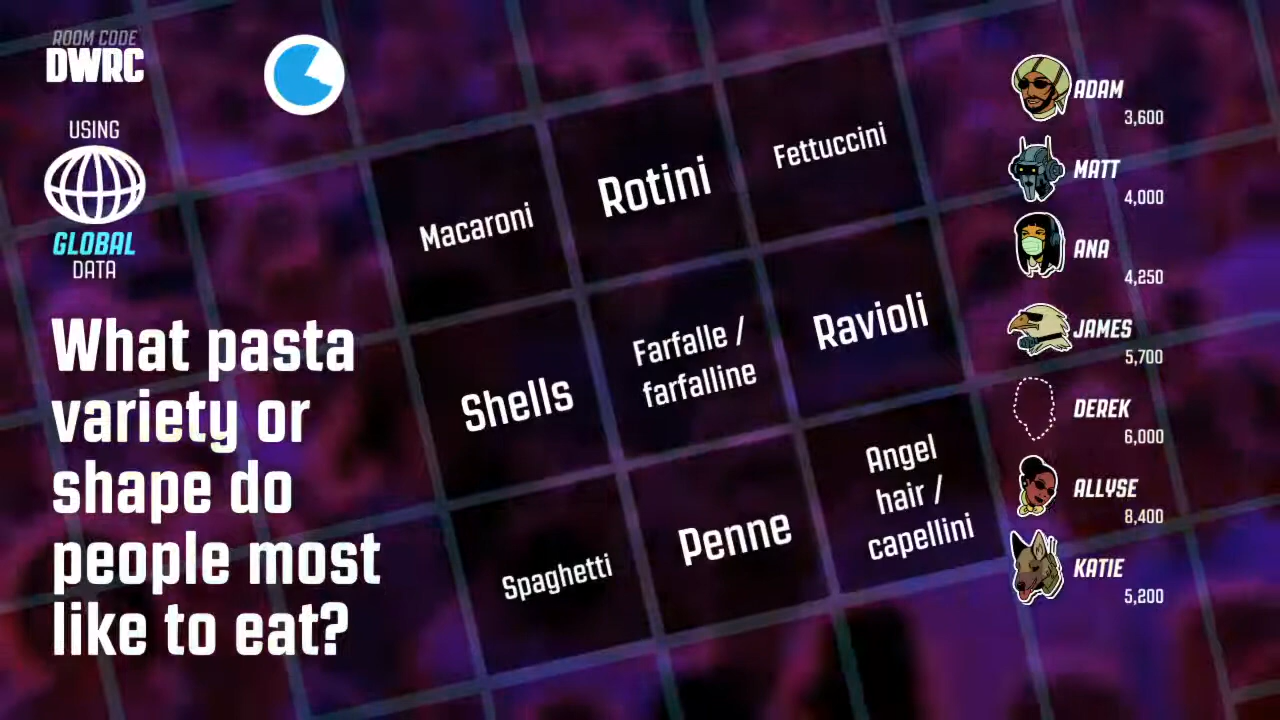 ROOM CODE
DWRC
USING
GLOBAL
DATA
What pasta
variety or
shape do
people most
like to eat?
Macaroni
Rotini
Fettuccini
Shells
Farfalle /
farfalline
Ravioli
Spaghetti
Penne
Angel
hair /
capellini
ADAM
3,600
MATT
4,000
ANA
4,250
JAMES
5,700
DEREK
6,000
ALLYSE
8,400
KATIE
5,200